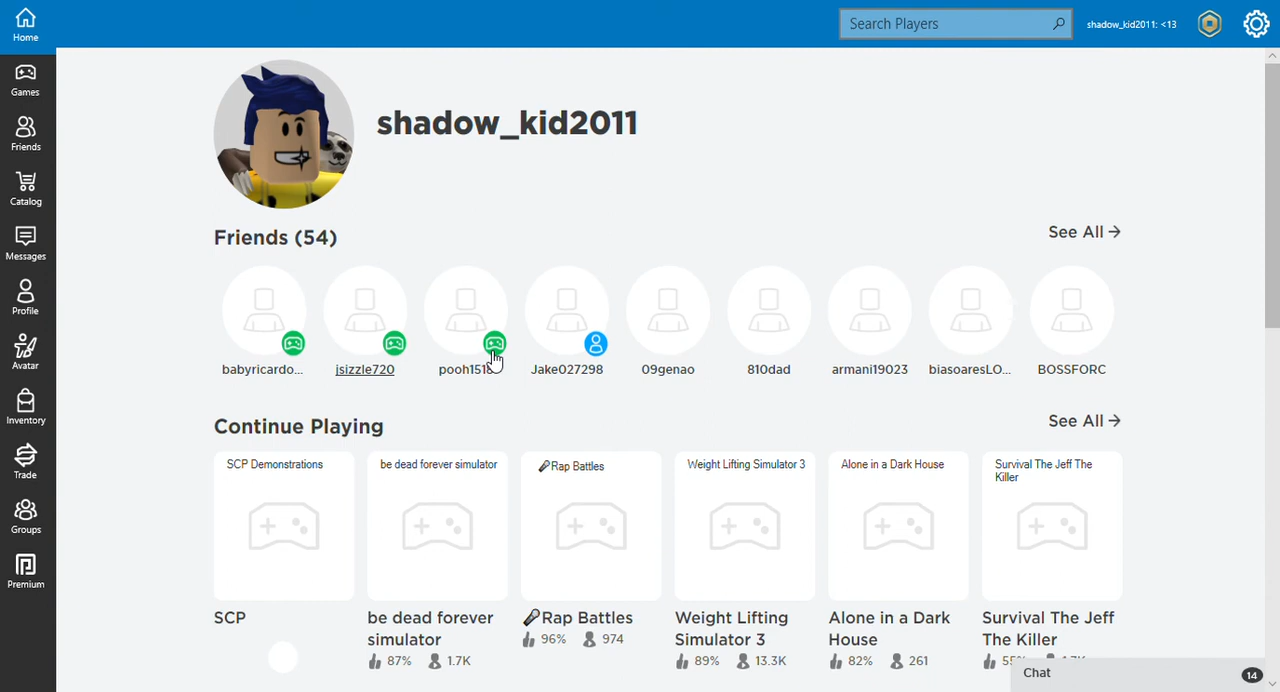 Home
Search Players
shadow_kid2011: <13
Games
Friends
Catalog
Messages
Profile
Avatar
Inventory
Trade
Groups
Premium
shadow_kid2011
Friends (54)
See All →
babyricardo...
jsizzle720
Jake027298
09genao
810dad
armani19023
biasoaresLO...
BOSSFORC
Continue Playing
See All →
SCP Demonstrations
be dead forever simulator
🎤Rap Battles
Weight Lifting Simulator 3
Alone in a Dark House
Survival The Jeff The
Killer
SCP
be dead forever
simulator
87% 1.7K
🎤Rap Battles
96% 974
Weight Lifting
Simulator 3
89% 13.3K
Alone in a Dark
House
82% 261
Survival The Jeff
The Killer
Chat
14